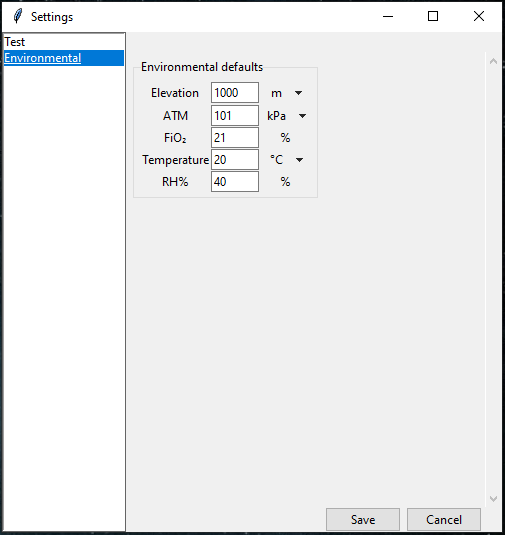 Settings
Test
Environmental
Environmental defaults
Elevation 1000 m
ATM 101 kPa
FiO₂ 21 %
Temperature 20 °C
RH% 40 %
Save Cancel